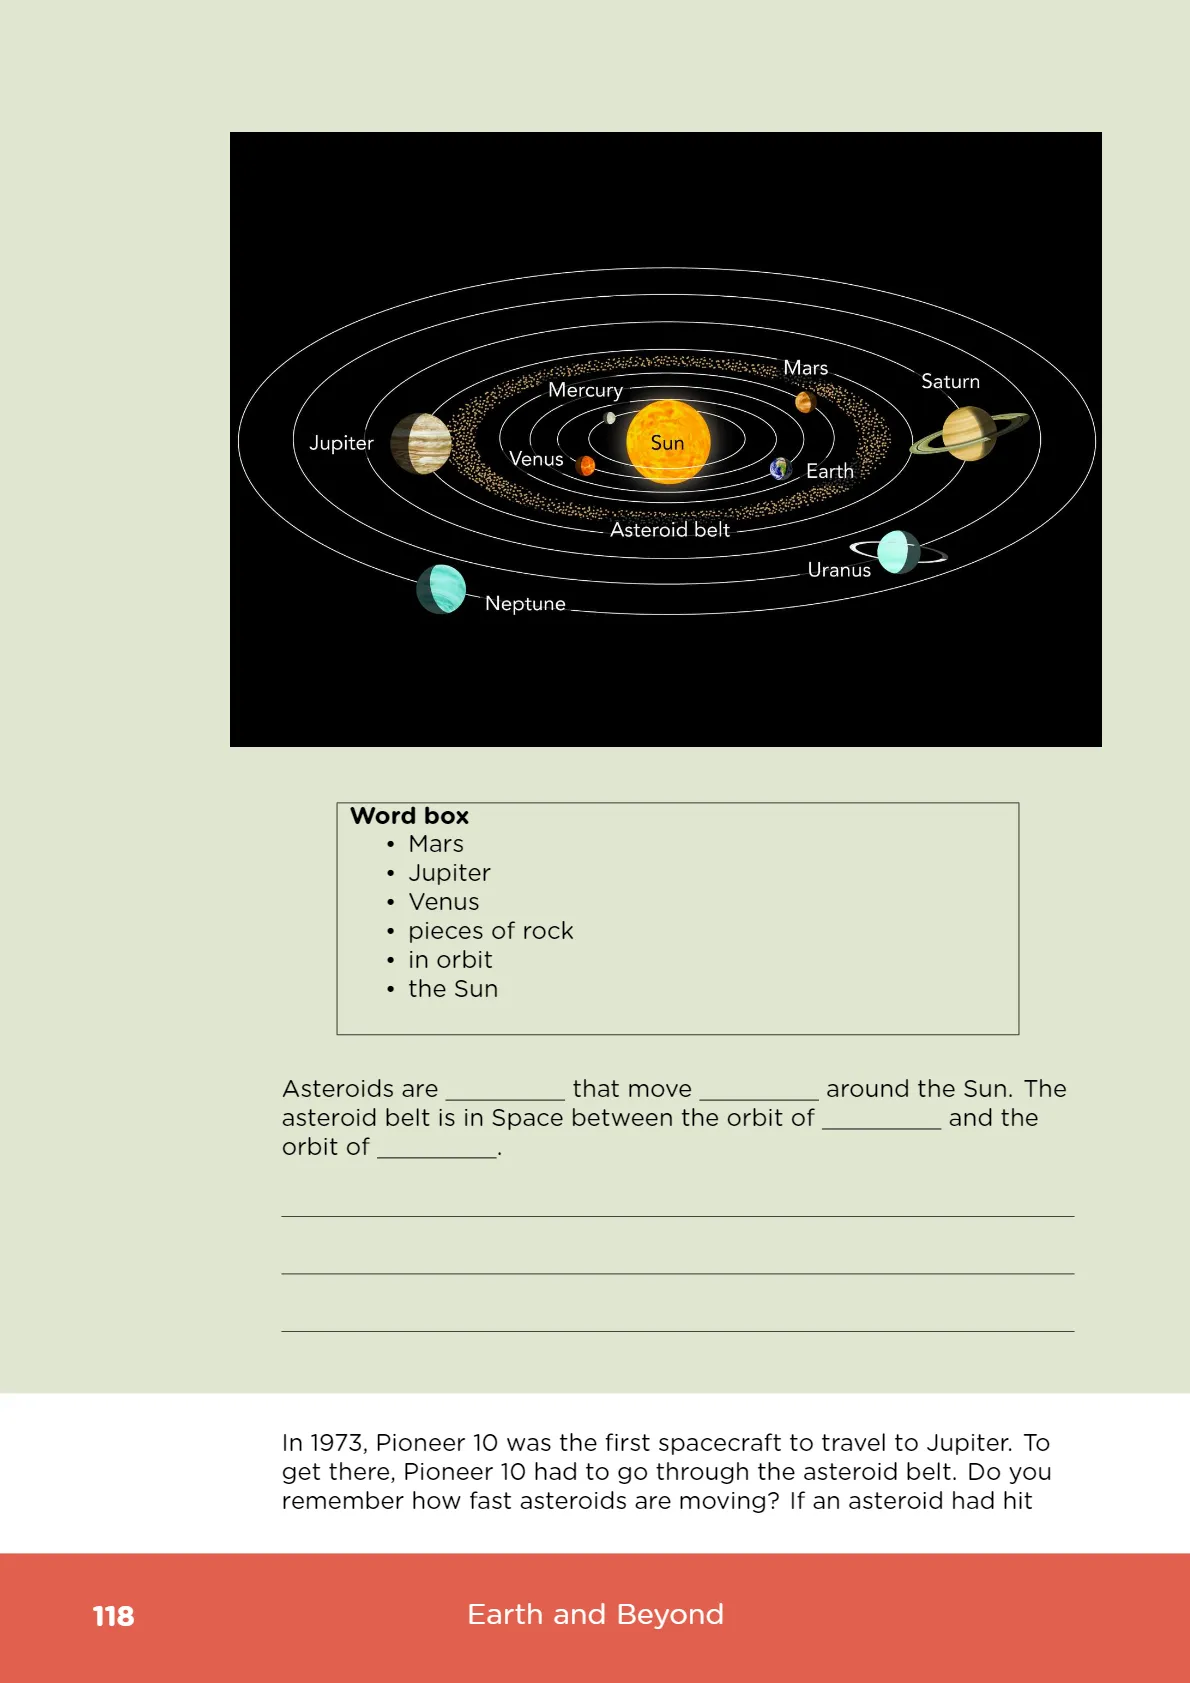 Mars
Saturn
Mercury
Jupiter
Sun
Venus
Earth
Asteroid belt
Uranus
Neptune
Word box
• Mars
• Jupiter
• Venus
• pieces of rock
• in orbit
• the Sun
Asteroids are _________ that move _________ around the Sun. The
asteroid belt is in Space between the orbit of _________ and the
orbit of _________.
In 1973, Pioneer 10 was the first spacecraft to travel to Jupiter. To
get there, Pioneer 10 had to go through the asteroid belt. Do you
remember how fast asteroids are moving? If an asteroid had hit
118 Earth and Beyond